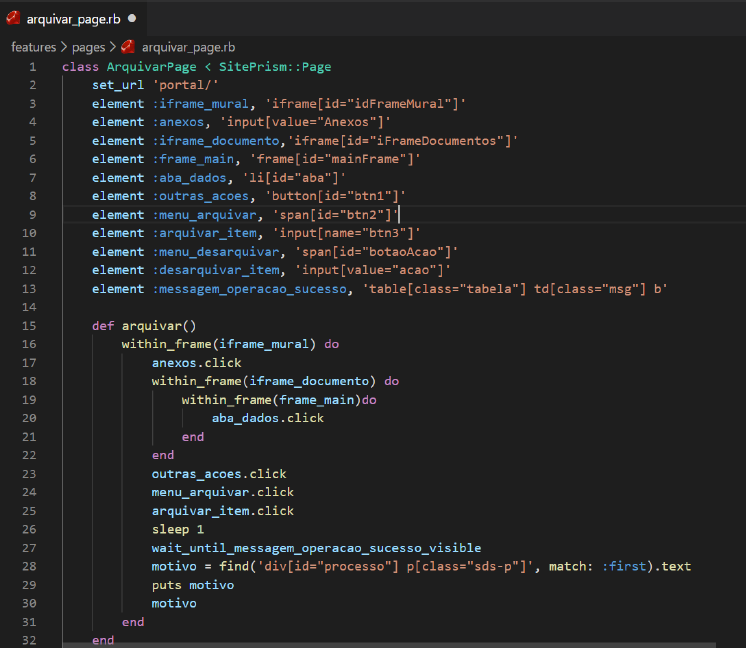 arquivar_page.rb
features > pages > arquivar_page.rb
1 class ArquivarPage < SitePrism::Page
2 set_url 'portal/'
3 element :iframe_mural, 'iframe[id="idFrameMural"]'
4 element :anexos, 'input[value="Anexos"]'
5 element :iframe_documento,'iframe[id="iFrameDocumentos"]'
6 element :frame_main, 'frame[id="mainFrame"]'
7 element :aba_dados, 'li[id="aba"]'
8 element :outras_acoes, 'button[id="btn1"]'
9 element :menu_arquivar, 'span[id="btn2"]'
10 element :arquivar_item, 'input[name="btn3"]'
11 element :menu_desarquivar, 'span[id="botaoAcao"]'
12 element :desarquivar_item, 'input[value="acao"]'
13 element :messagem_operacao_sucesso, 'table[class="tabela"] td[class="msg"] b'
14
15 def arquivar()
16 within_frame(iframe_mural) do
17 anexos.click
18 within_frame(iframe_documento) do
19 within_frame(frame_main)do
20 aba_dados.click
21 end
22 end
23 outras_acoes.click
24 menu_arquivar.click
25 arquivar_item.click
26 sleep 1
27 wait_until_messagem_operacao_sucesso_visible
28 motivo = find('div[id="processo"] p[class="sds-p"]', match: :first).text
29 puts motivo
30 motivo
31 end
32 end